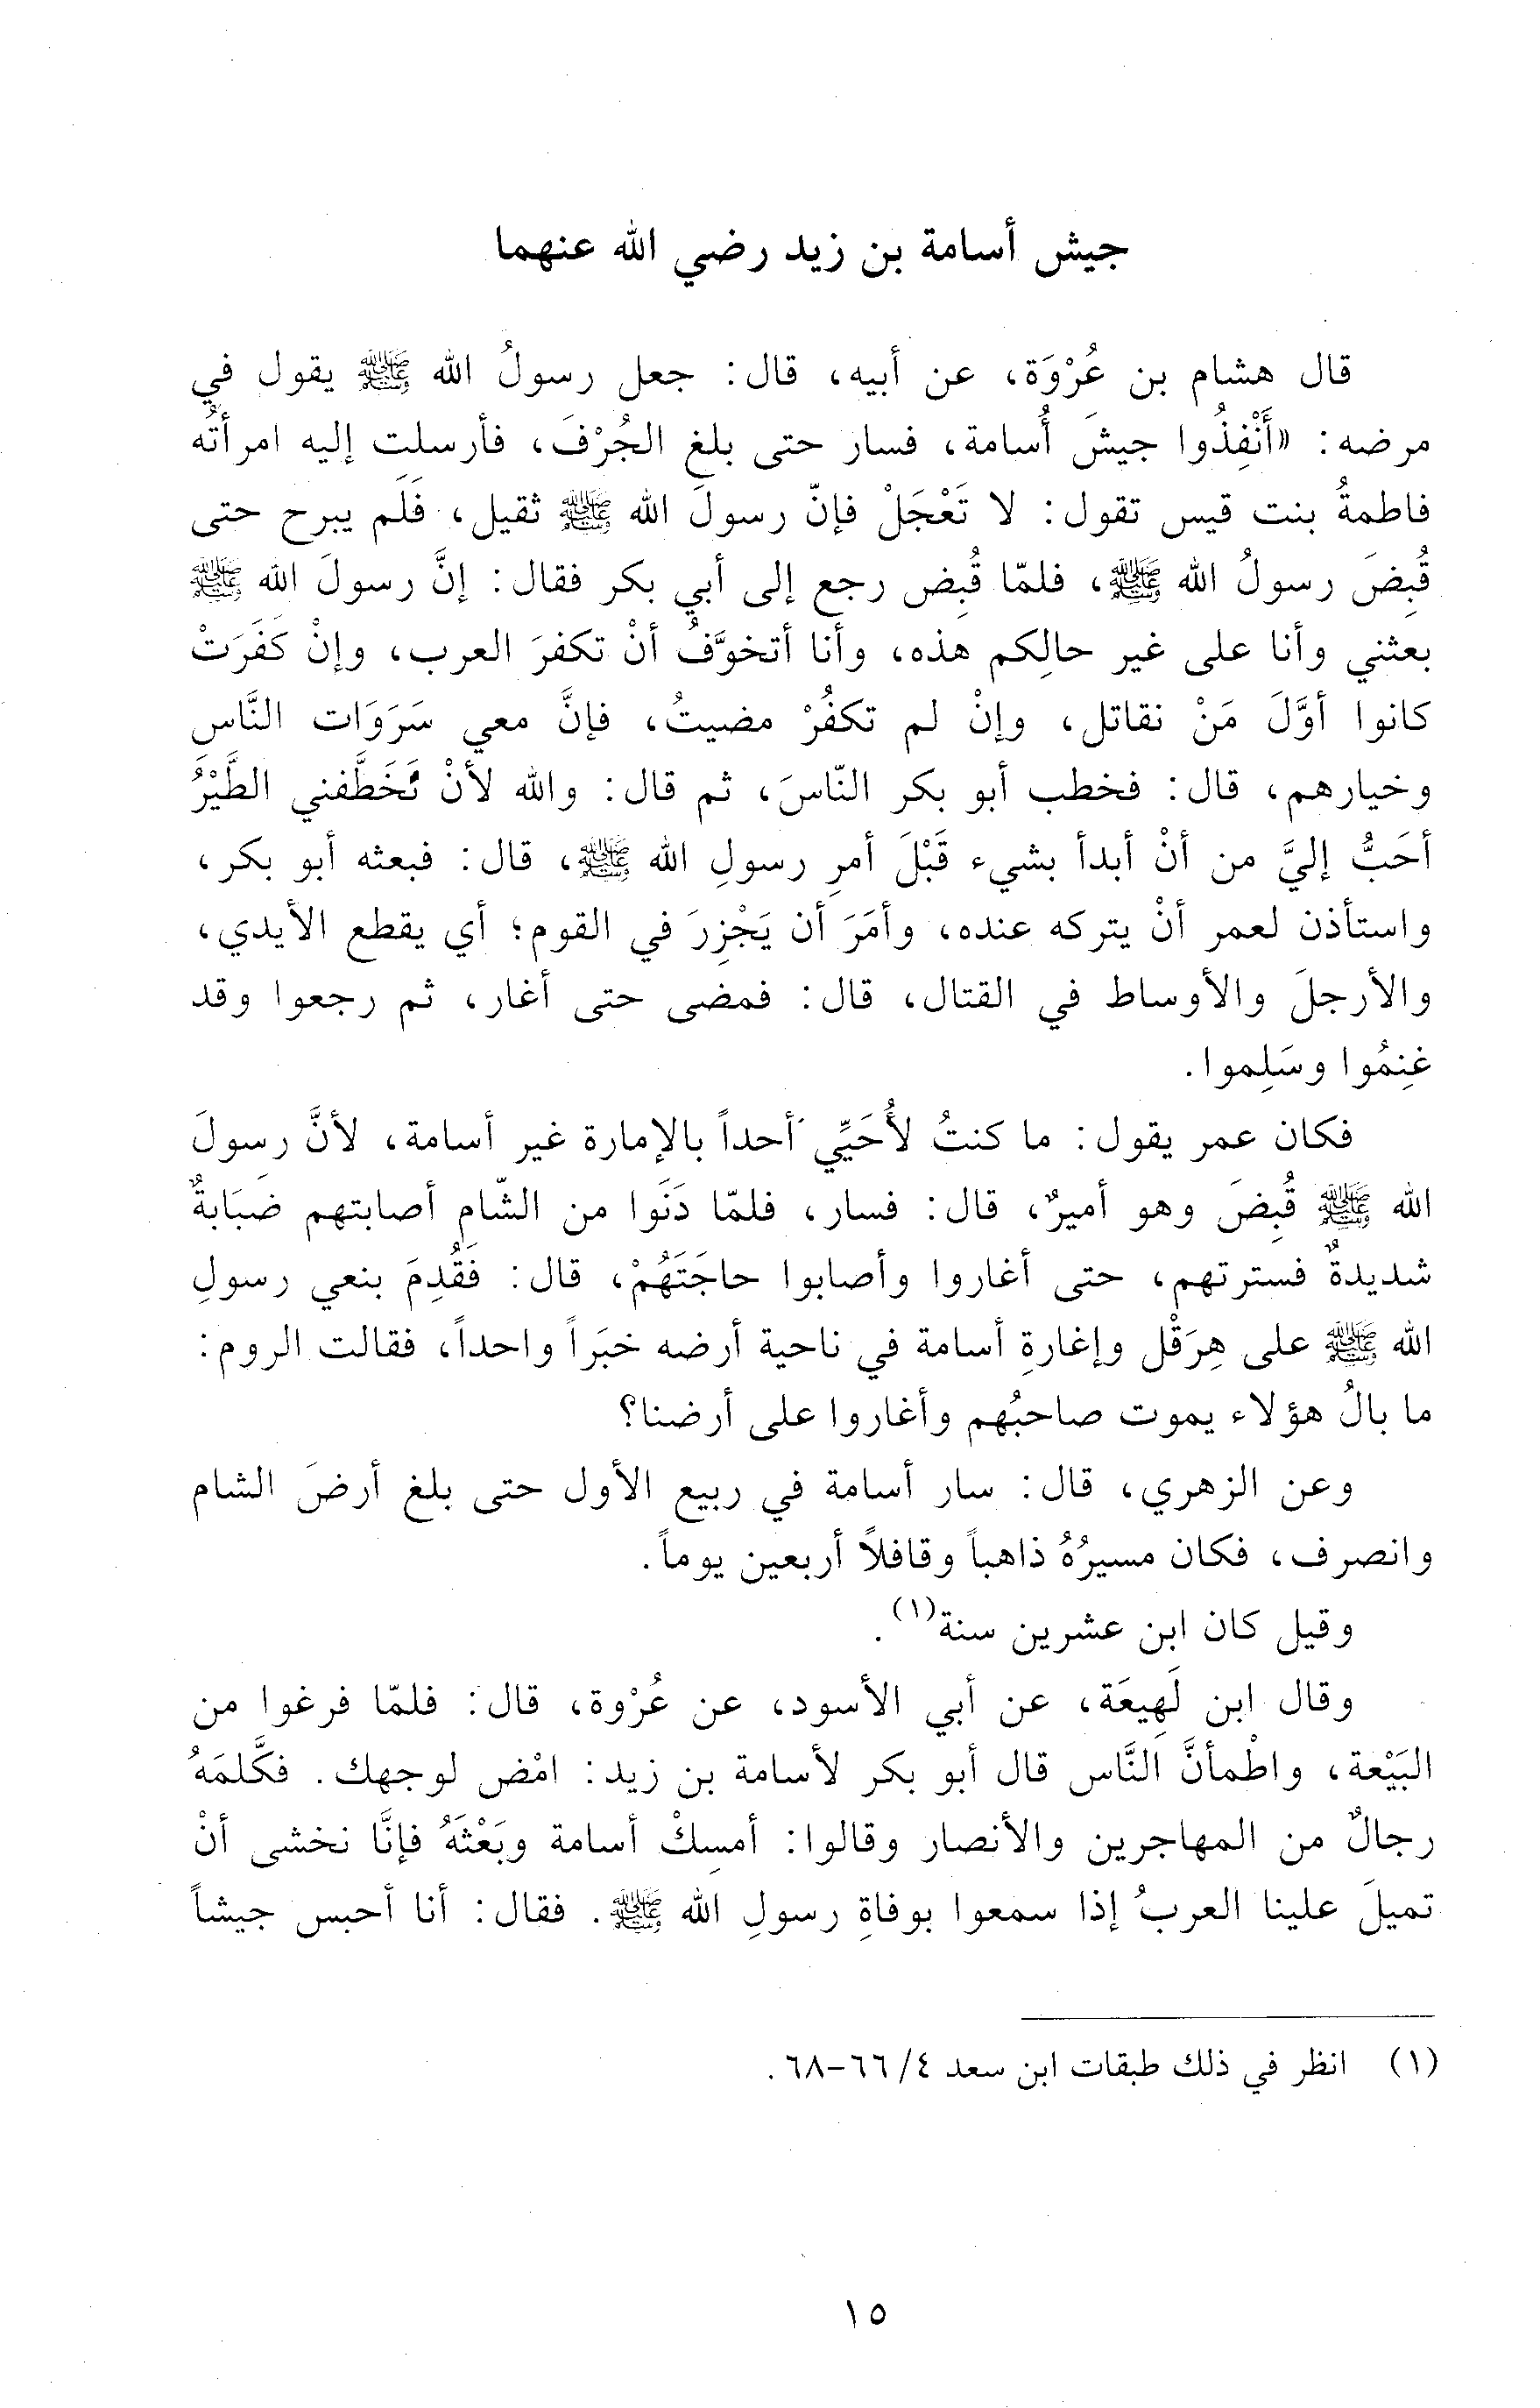 جيش أسامة بن زيد رضي الله عنهما
قال هشام بن عُرْوَة، عن أبيه، قال: جعل رسولُ الله ﷺ يقول في
مرضه: «أَنْفِذُوا جيشَ أُسامة، فسار حتى بلغ الجُرْفَ، فأرسلت إليه امرأتُه
فاطمةُ بنت قيس تقول: لا تَعْجَلْ فإنّ رسولَ الله ﷺ ثقيل، فَلَم يبرح حتى
قُبِضَ رسولُ الله ﷺ، فلمّا قُبِض رجع إلى أبي بكر فقال: إنَّ رسولَ الله ﷺ
بعثني وأنا على غير حالِكم هذه، وأنا أتخوَّفُ أنْ تكفرَ العرب، وإنْ كَفَرَتْ
كانوا أوَّلَ مَنْ نقاتل، وإنْ لم تكفُرْ مضيتُ، فإنَّ معي سَرَوَات النَّاس
وخيارهم، قال: فخطب أبو بكر النّاسَ، ثم قال: والله لأنْ تَخَطَّفني الطَّيْرُ
أحَبُّ إليَّ من أنْ أبدأ بشيء قَبْلَ أمرِ رسولِ الله ﷺ، قال: فبعثه أبو بكر،
واستأذن لعمر أنْ يتركه عنده، وأمَرَ أن يَجْزِرَ في القوم؛ أي يقطع الأيدي،
والأرجلَ والأوساط في القتال، قال: فمضى حتى أغار، ثم رجعوا وقد
غنِمُوا وسَلِموا.
فكان عمر يقول: ما كنتُ لأُحَيِّي أحداً بالإمارة غير أسامة، لأنَّ رسولَ
الله ﷺ قُبِضَ وهو أميرٌ، قال: فسار، فلمّا دَنَوا من الشّام أصابتهم ضَبَابةٌ
شديدةٌ فسترتهم، حتى أغاروا وأصابوا حاجَتَهُمْ، قال: فَقُدِمَ بنعي رسولِ
الله ﷺ على هِرَقْل وإغارةِ أسامة في ناحية أرضه خبَراً واحداً، فقالت الروم:
ما بالُ هؤلاء يموت صاحبُهم وأغاروا على أرضنا؟
وعن الزهري، قال: سار أسامة في ربيع الأول حتى بلغ أرضَ الشام
وانصرف، فكان مسيرُهُ ذاهباً وقافلاً أربعين يوماً.
وقيل كان ابن عشرين سنة(١).
وقال ابن لَهِيعَة، عن أبي الأسود، عن عُرْوة، قال: فلمّا فرغوا من
البَيْعة، واطْمأنَّ النَّاس قال أبو بكر لأسامة بن زيد: امْض لوجهك. فكَّلمَهُ
رجالٌ من المهاجرين والأنصار وقالوا: أمسِكْ أسامة وبَعْثَهُ فإنَّا نخشى أنْ
تميلَ علينا العربُ إذا سمعوا بوفاةِ رسولِ الله ﷺ. فقال: أنا أحبس جيشاً
(١) انظر في ذلك طبقات ابن سعد ٤/ ٦٦-٦٨.
١٥